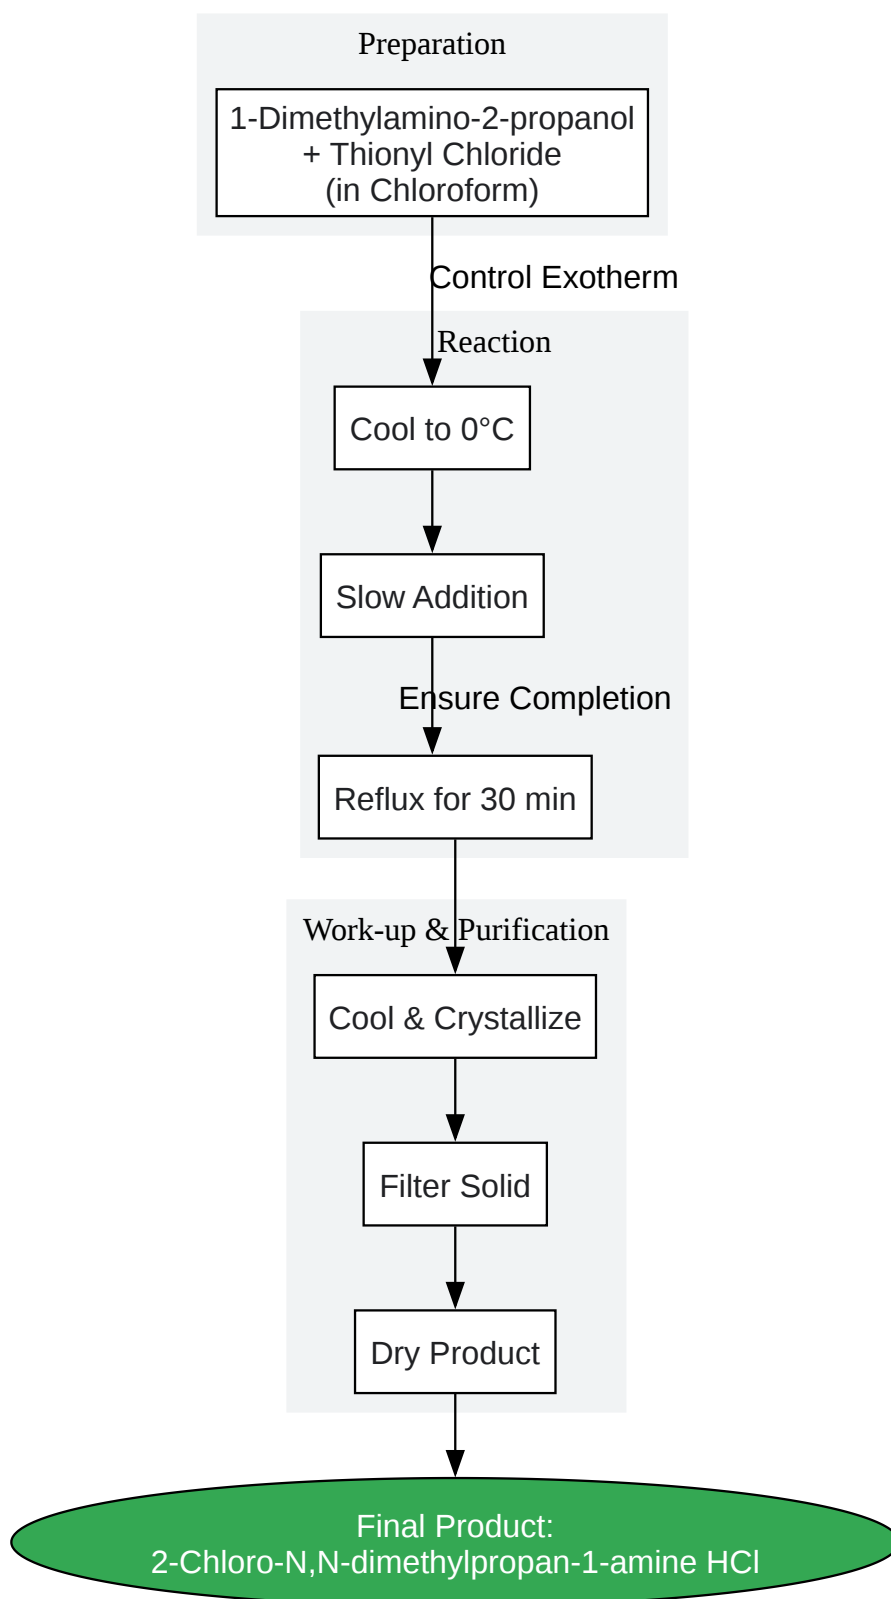 Preparation
1-Dimethylamino-2-propanol
+ Thionyl Chloride
(in Chloroform)
Control Exotherm
Reaction
Cool to 0°C
Slow Addition
Ensure Completion
Reflux for 30 min
Work-up & Purification
Cool & Crystallize
Filter Solid
Dry Product
Final Product:
2-Chloro-N,N-dimethylpropan-1-amine HCl